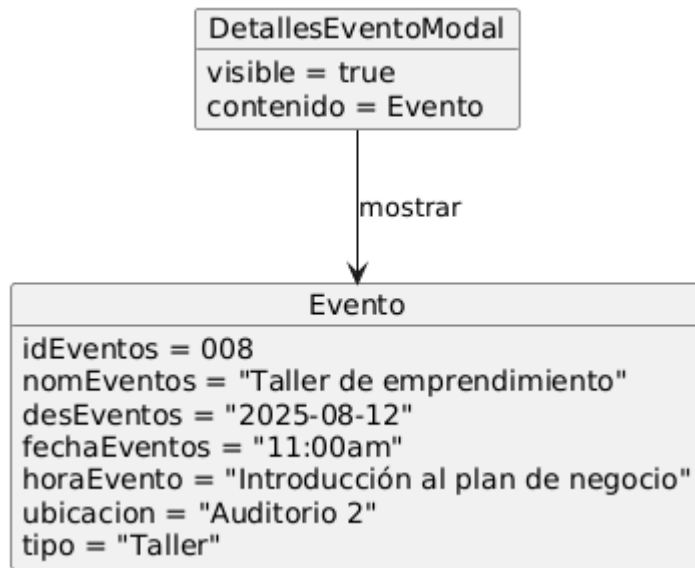 DetallesEventoModal
visible = true
contenido = Evento
mostrar
Evento
idEventos = 008
nomEventos = "Taller de emprendimiento"
desEventos = "2025-08-12"
fechaEventos = "11:00am"
horaEvento = "Introducción al plan de negocio"
ubicacion = "Auditorio 2"
tipo = "Taller"